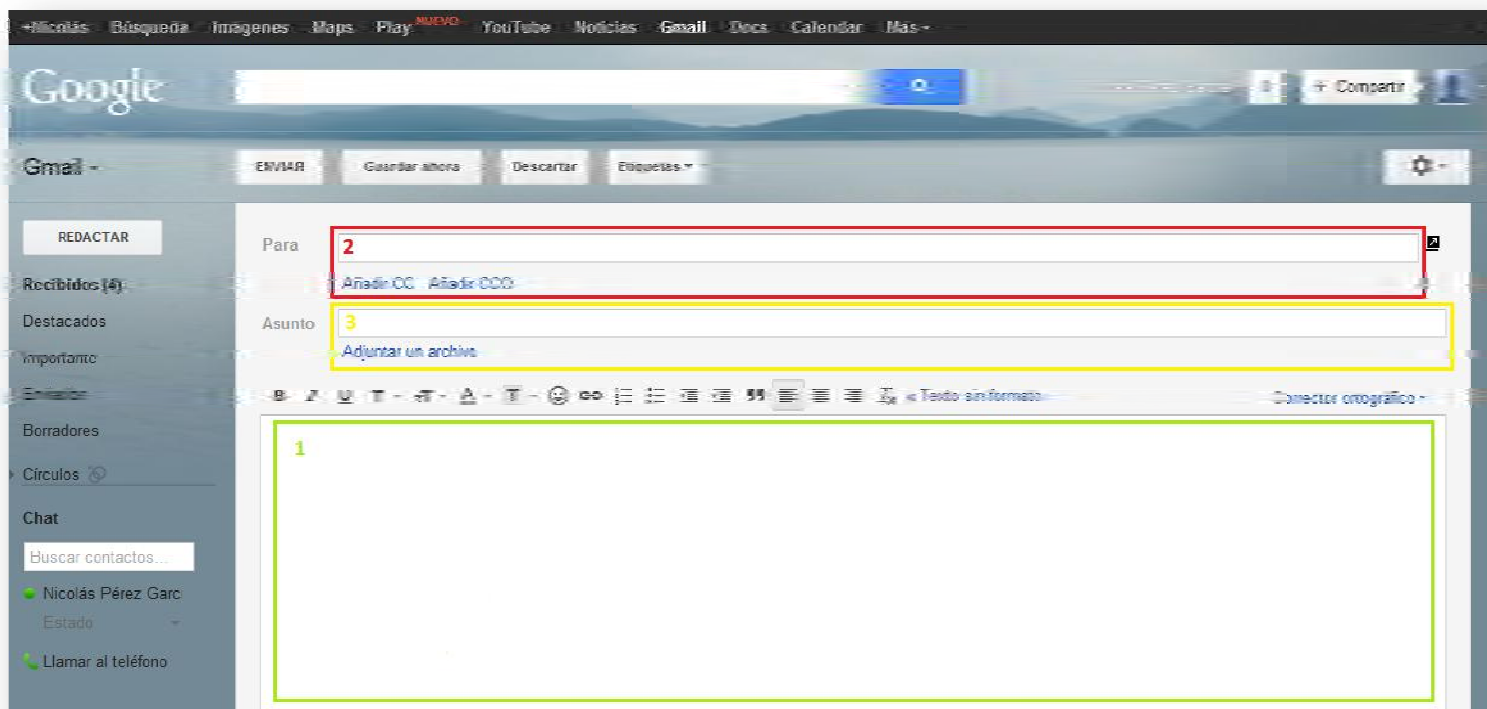 +Nicolás Búsqueda Imágenes Maps Play NUEVO YouTube Noticias Gmail Docs Calendar Más
Google
+ Compartir
Gmail
ENVIAR Guardar ahora Descartar Etiquetas
REDACTAR
Para 2
Recibidos (4)
Añadir CC Añadir CCO
Destacados
Asunto 3
Importante
Adjuntar un archivo
Enviados
B I U T T A T « Texto sin formato Corrector ortográfico
Borradores
1
Círculos
Chat
Buscar contactos...
Nicolás Pérez Garc
Estado
Llamar al teléfono